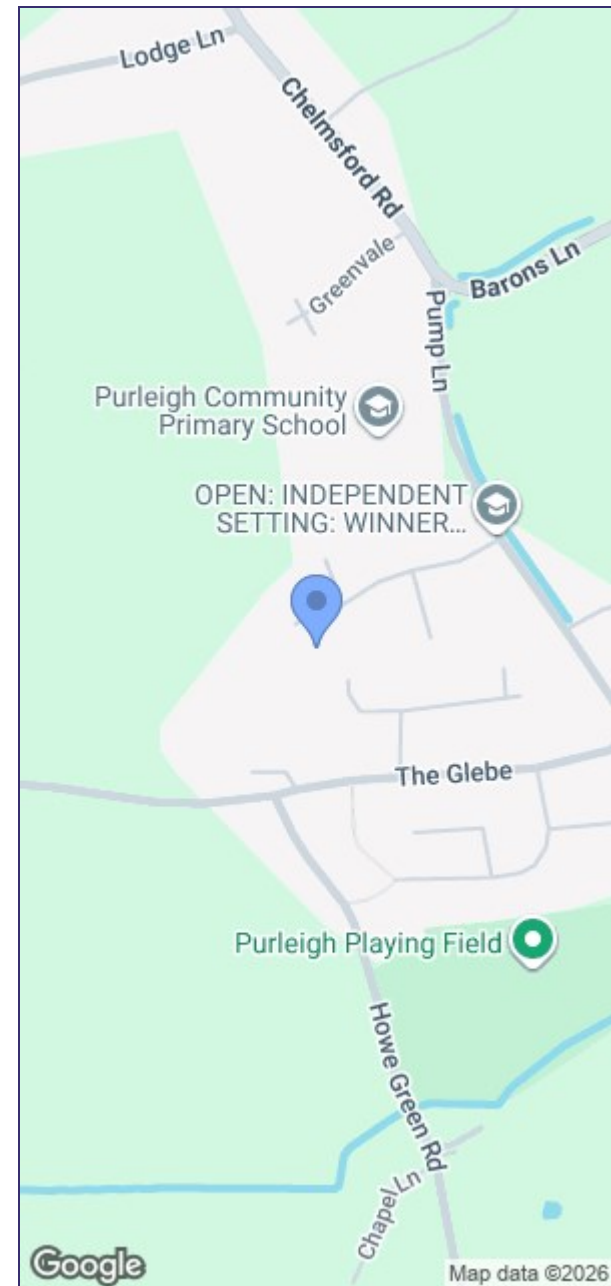 Lodge Ln
Chelmsford Rd
Greenvale
Barons Ln
Pump Ln
Purleigh Community
Primary School
OPEN: INDEPENDENT
SETTING: WINNER...
The Glebe
Purleigh Playing Field
Howe Green Rd
Chapel Ln
Google
Map data ©2026